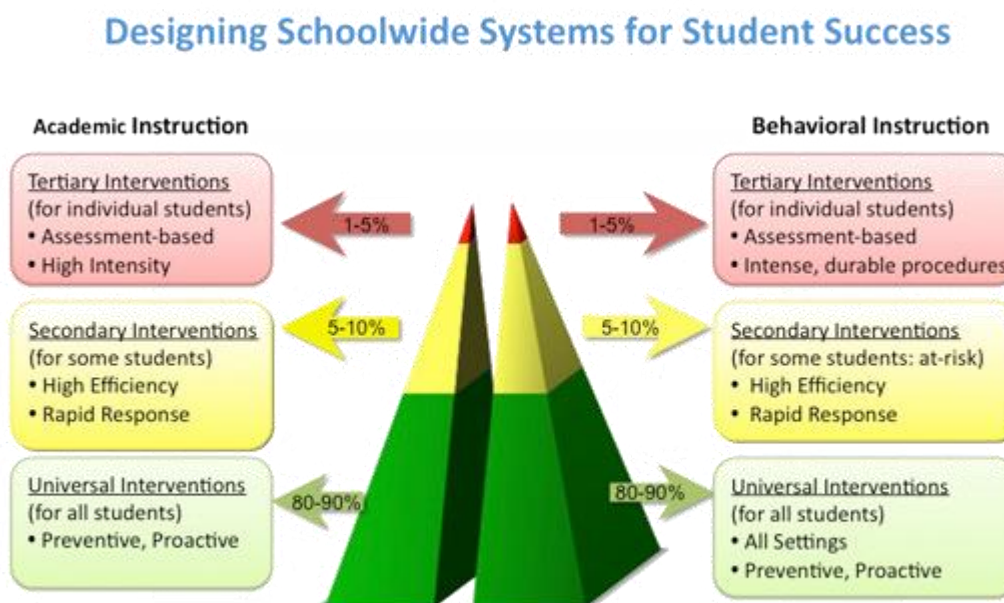 Designing Schoolwide Systems for Student Success
Academic Instruction
Tertiary Interventions
(for individual students)
• Assessment-based
• High Intensity
1-5%
Secondary Interventions
(for some students)
• High Efficiency
• Rapid Response
5-10%
Universal Interventions
(for all students)
• Preventive, Proactive
80-90%
Behavioral Instruction
1-5%
Tertiary Interventions
(for individual students)
• Assessment-based
• Intense, durable procedures
5-10%
Secondary Interventions
(for some students: at-risk)
• High Efficiency
• Rapid Response
80-90%
Universal Interventions
(for all students)
• All Settings
• Preventive, Proactive